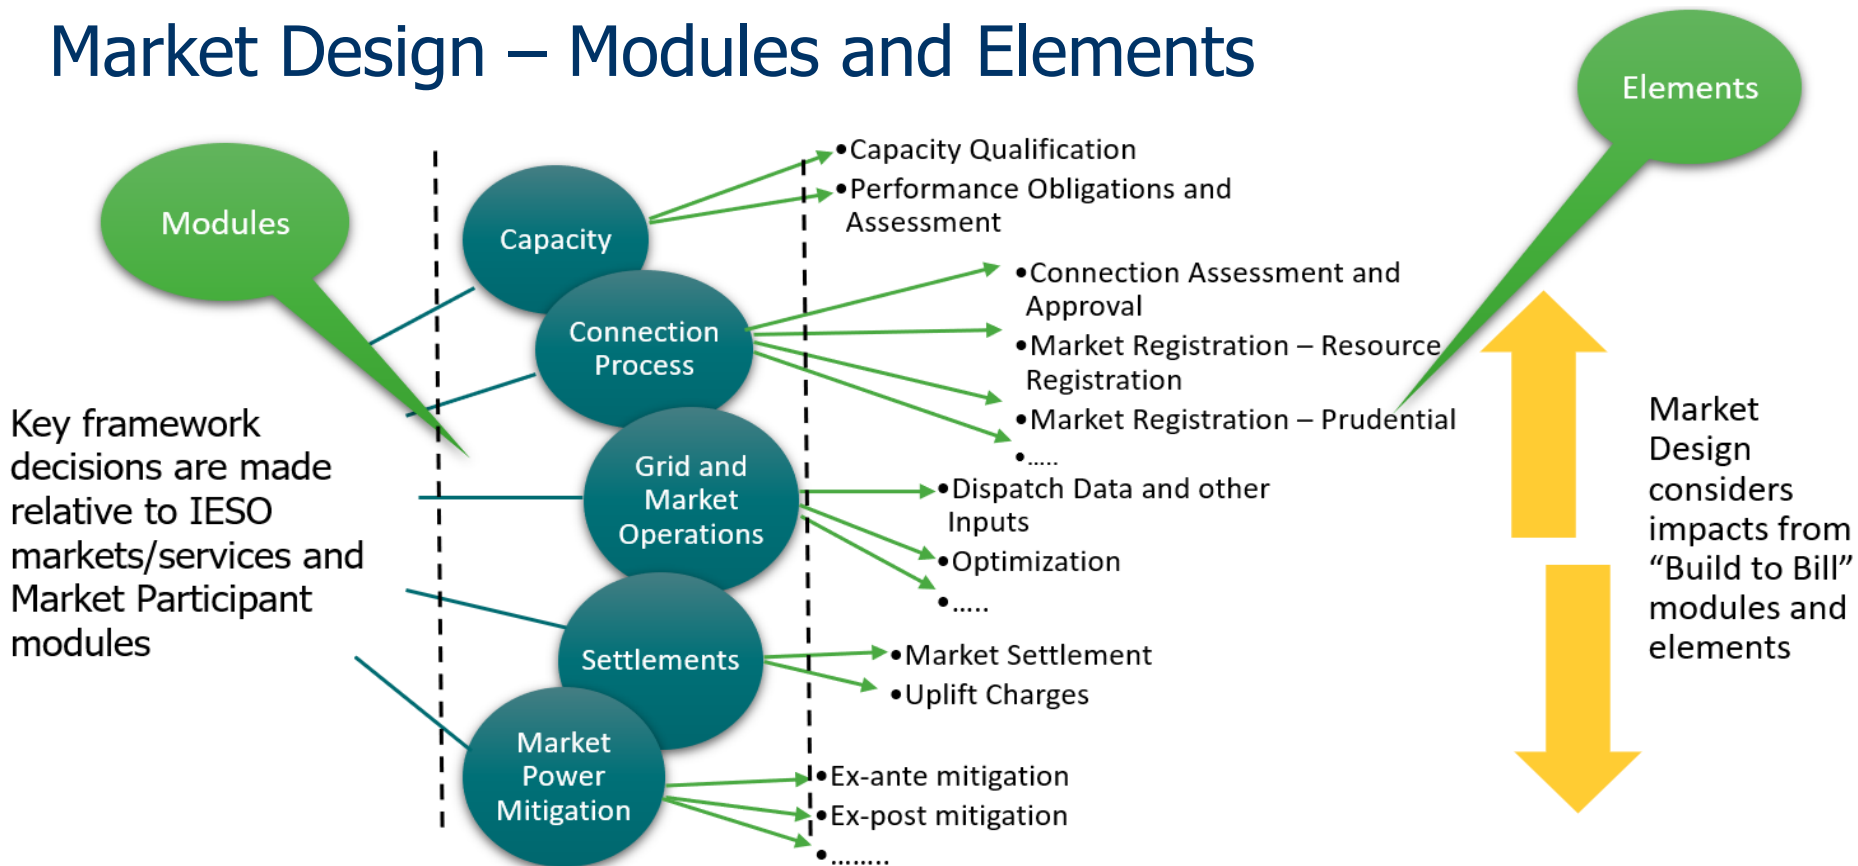 Market Design – Modules and Elements
Elements
Modules
Capacity
•Capacity Qualification
•Performance Obligations and
Assessment
Connection
Process
•Connection Assessment and
Approval
•Market Registration – Resource
Registration
•Market Registration – Prudential
•…..
Key framework
decisions are made
relative to IESO
markets/services and
Market Participant
modules
Grid and
Market
Operations
•Dispatch Data and other
Inputs
•Optimization
•…..
Settlements
•Market Settlement
•Uplift Charges
Market
Power
Mitigation
•Ex-ante mitigation
•Ex-post mitigation
•……..
Market
Design
considers
impacts from
“Build to Bill”
modules and
elements